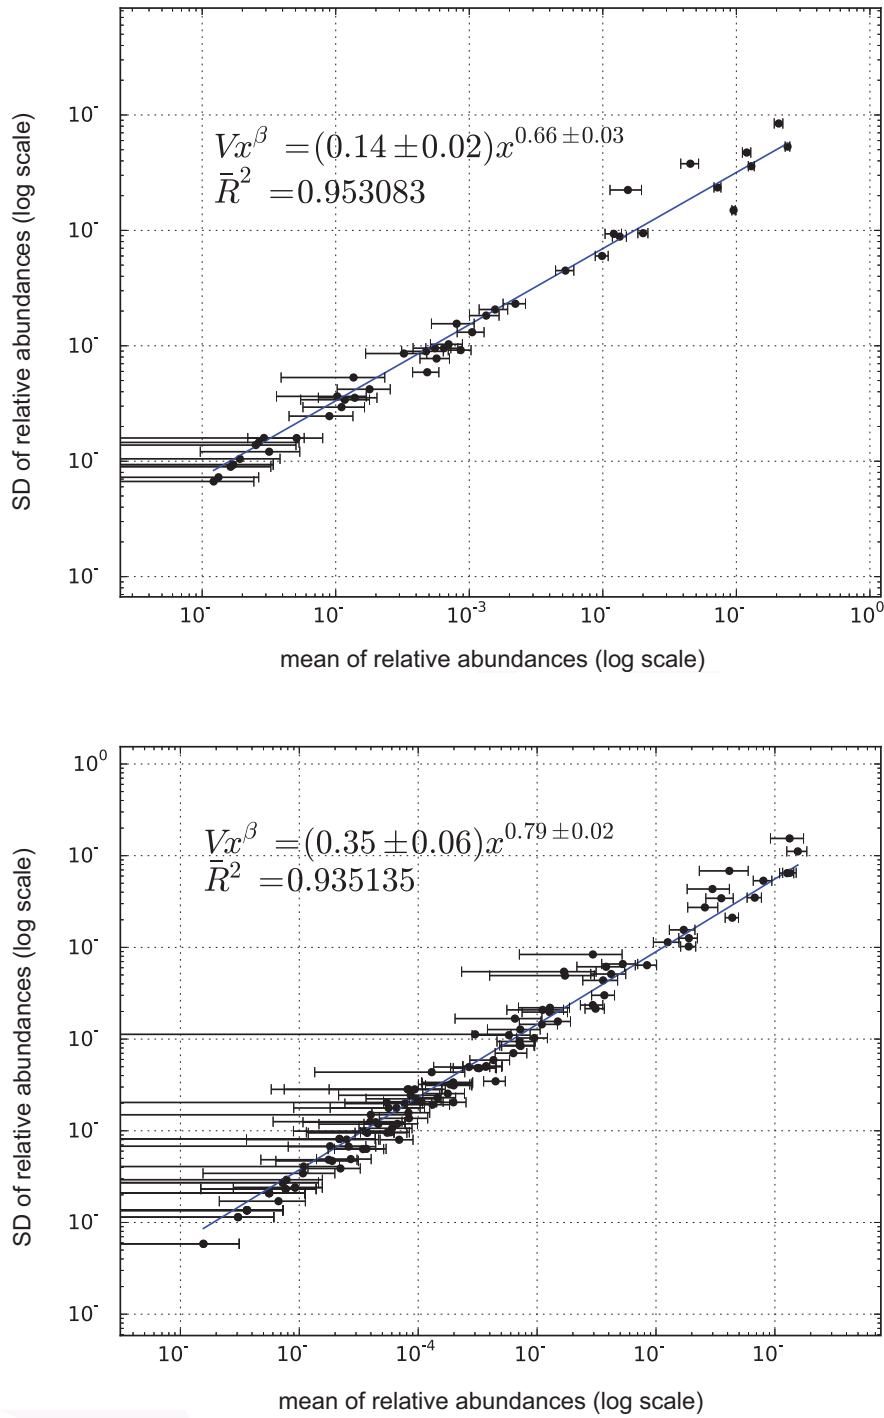 SD of relative abundances (log scale)
10⁻
10⁻
10⁻
10⁻
10⁻
Vx^β =(0.14 ±0.02)x^0.66 ±0.03
R̄² =0.953083
10⁻ 10⁻ 10⁻³ 10⁻ 10⁻ 10⁰
mean of relative abundances (log scale)
SD of relative abundances (log scale)
10⁰
10⁻
10⁻
10⁻
10⁻
10⁻
10⁻
Vx^β =(0.35 ±0.06)x^0.79 ±0.02
R̄² =0.935135
10⁻ 10⁻ 10⁻⁴ 10⁻ 10⁻ 10⁻
mean of relative abundances (log scale)